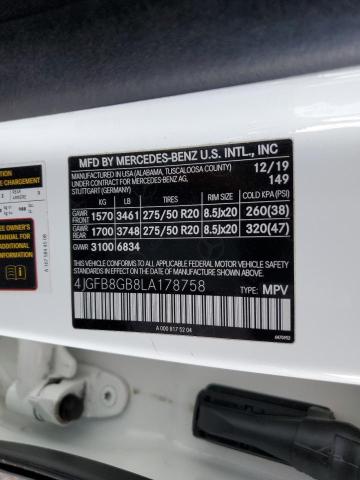 MFD BY MERCEDES-BENZ U.S. INTL., INC
MANUFACTURED IN USA (ALABAMA, TUSCALOOSA COUNTY) 12/19
UNDER CONTRACT FOR MERCEDES-BENZ AG, 149
STUTTGART (GERMANY)
KG LB TIRES RIM SIZE COLD KPA (PSI)
GAWR FRONT 1570 3461 275/50 R20 8.5jx20 260(38)
GAWR REAR 1700 3748 275/50 R20 8.5jx20 320(47)
GVWR 3100 6834
THIS VEHICLE CONFORMS TO ALL APPLICABLE FEDERAL MOTOR VEHICLE
SAFETY STANDARDS IN EFFECT ON THE DATE OF MANUFACTURE SHOWN ABOVE.
4JGFB8GB8LA178758 TYPE: MPV
A 000 817 52 04